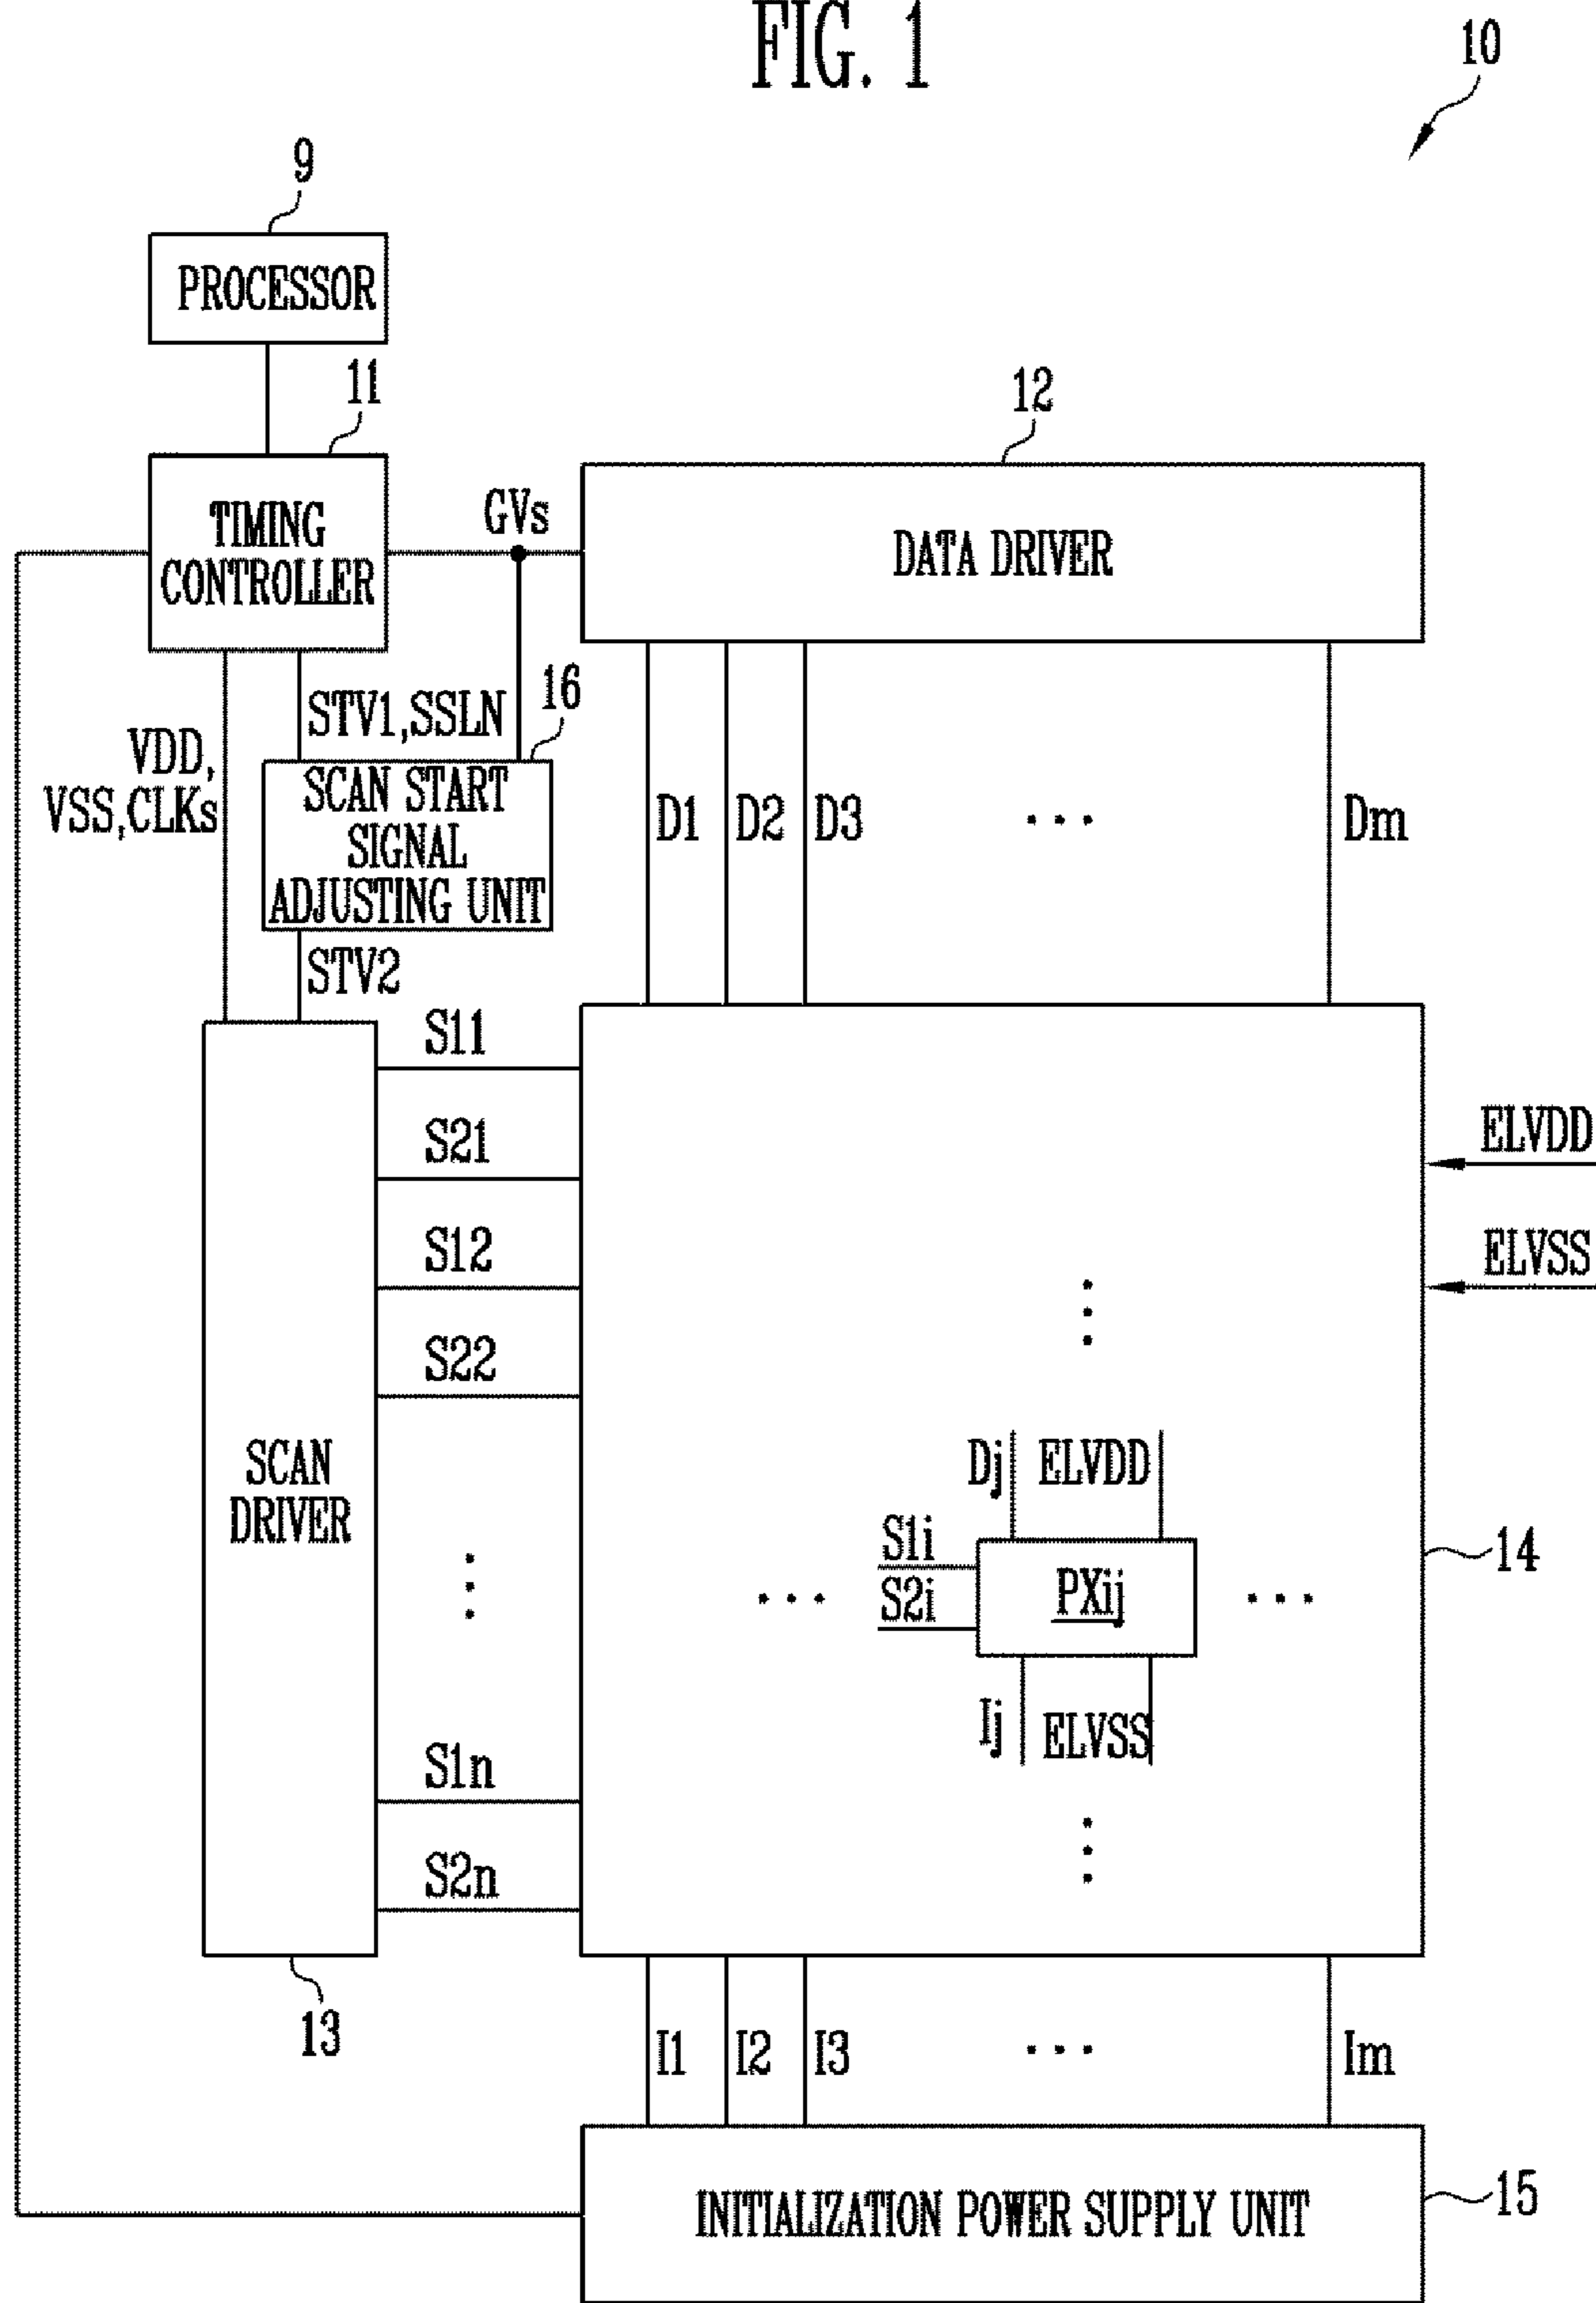 FIG. 1
10
9
PROCESSOR
11
12
TIMING
CONTROLLER
GVs
DATA DRIVER
STV1,SSLN
16
VDD,
VSS,CLKs
SCAN START
SIGNAL
ADJUSTING UNIT
D1
D2
D3
...
Dm
STV2
S11
S21
ELVDD
S12
ELVSS
S22
SCAN
DRIVER
Dj
ELVDD
S1i
S2i
PXij
14
Ij
ELVSS
S1n
S2n
13
I1
I2
I3
...
Im
INITIALIZATION POWER SUPPLY UNIT
15